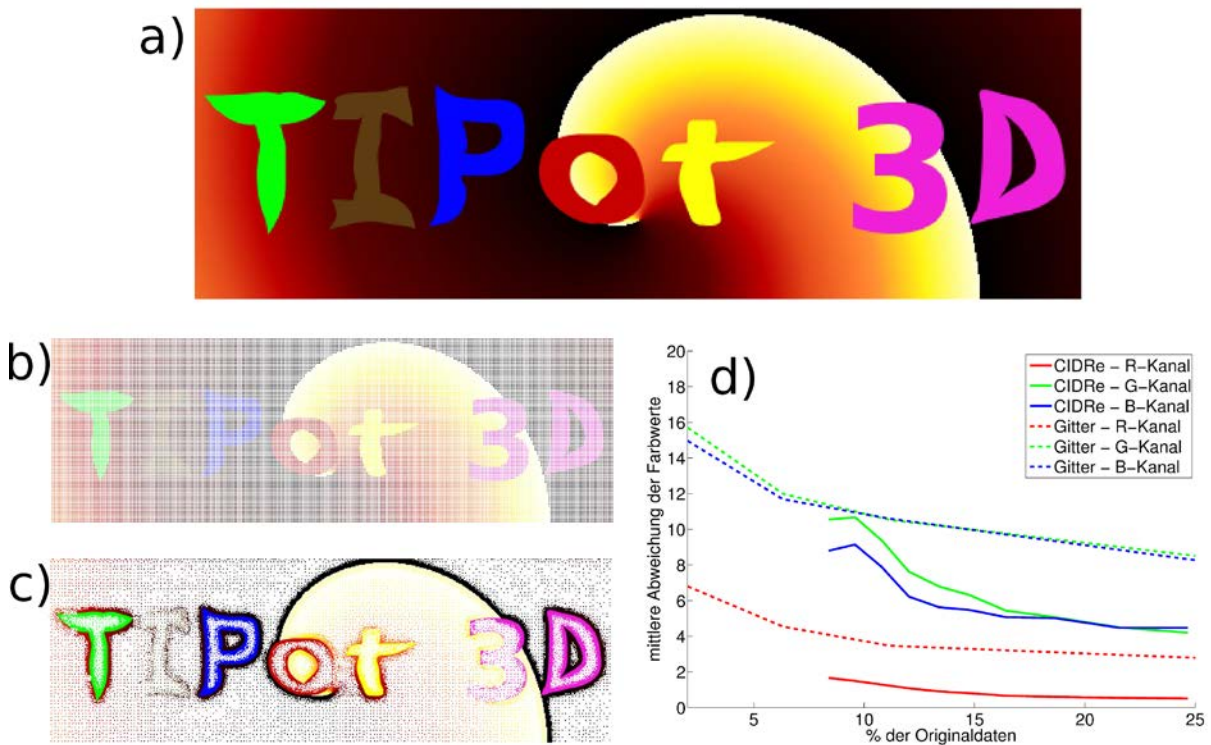 a)
TIPot 3D
b)
TIPot 3D
c)
TIPot 3D
d)
CIDRe – R–Kanal
CIDRe – G–Kanal
CIDRe – B–Kanal
Gitter – R–Kanal
Gitter – G–Kanal
Gitter – B–Kanal
mittlere Abweichung der Farbwerte
20
18
16
14
12
10
8
6
4
2
0
5 10 15 20 25
% der Originaldaten